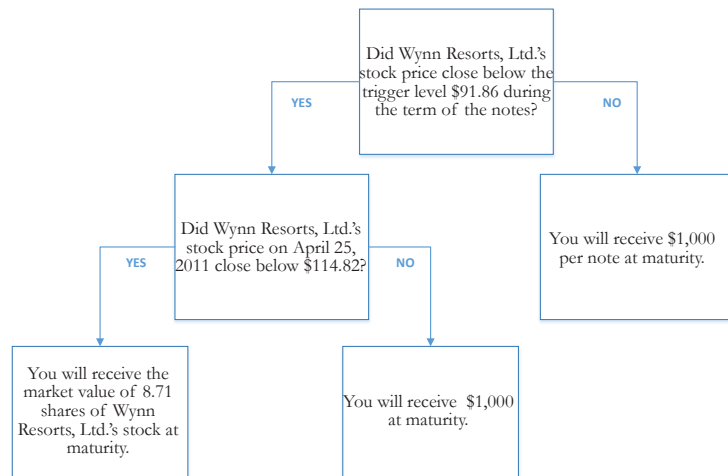 Did Wynn Resorts, Ltd.'s
stock price close below the
trigger level $91.86 during
the term of the notes?
YES
NO
Did Wynn Resorts, Ltd.'s
stock price on April 25,
2011 close below $114.82?
You will receive $1,000
per note at maturity.
YES
NO
You will receive the
market value of 8.71
shares of Wynn
Resorts, Ltd.'s stock at
maturity.
You will receive $1,000
at maturity.